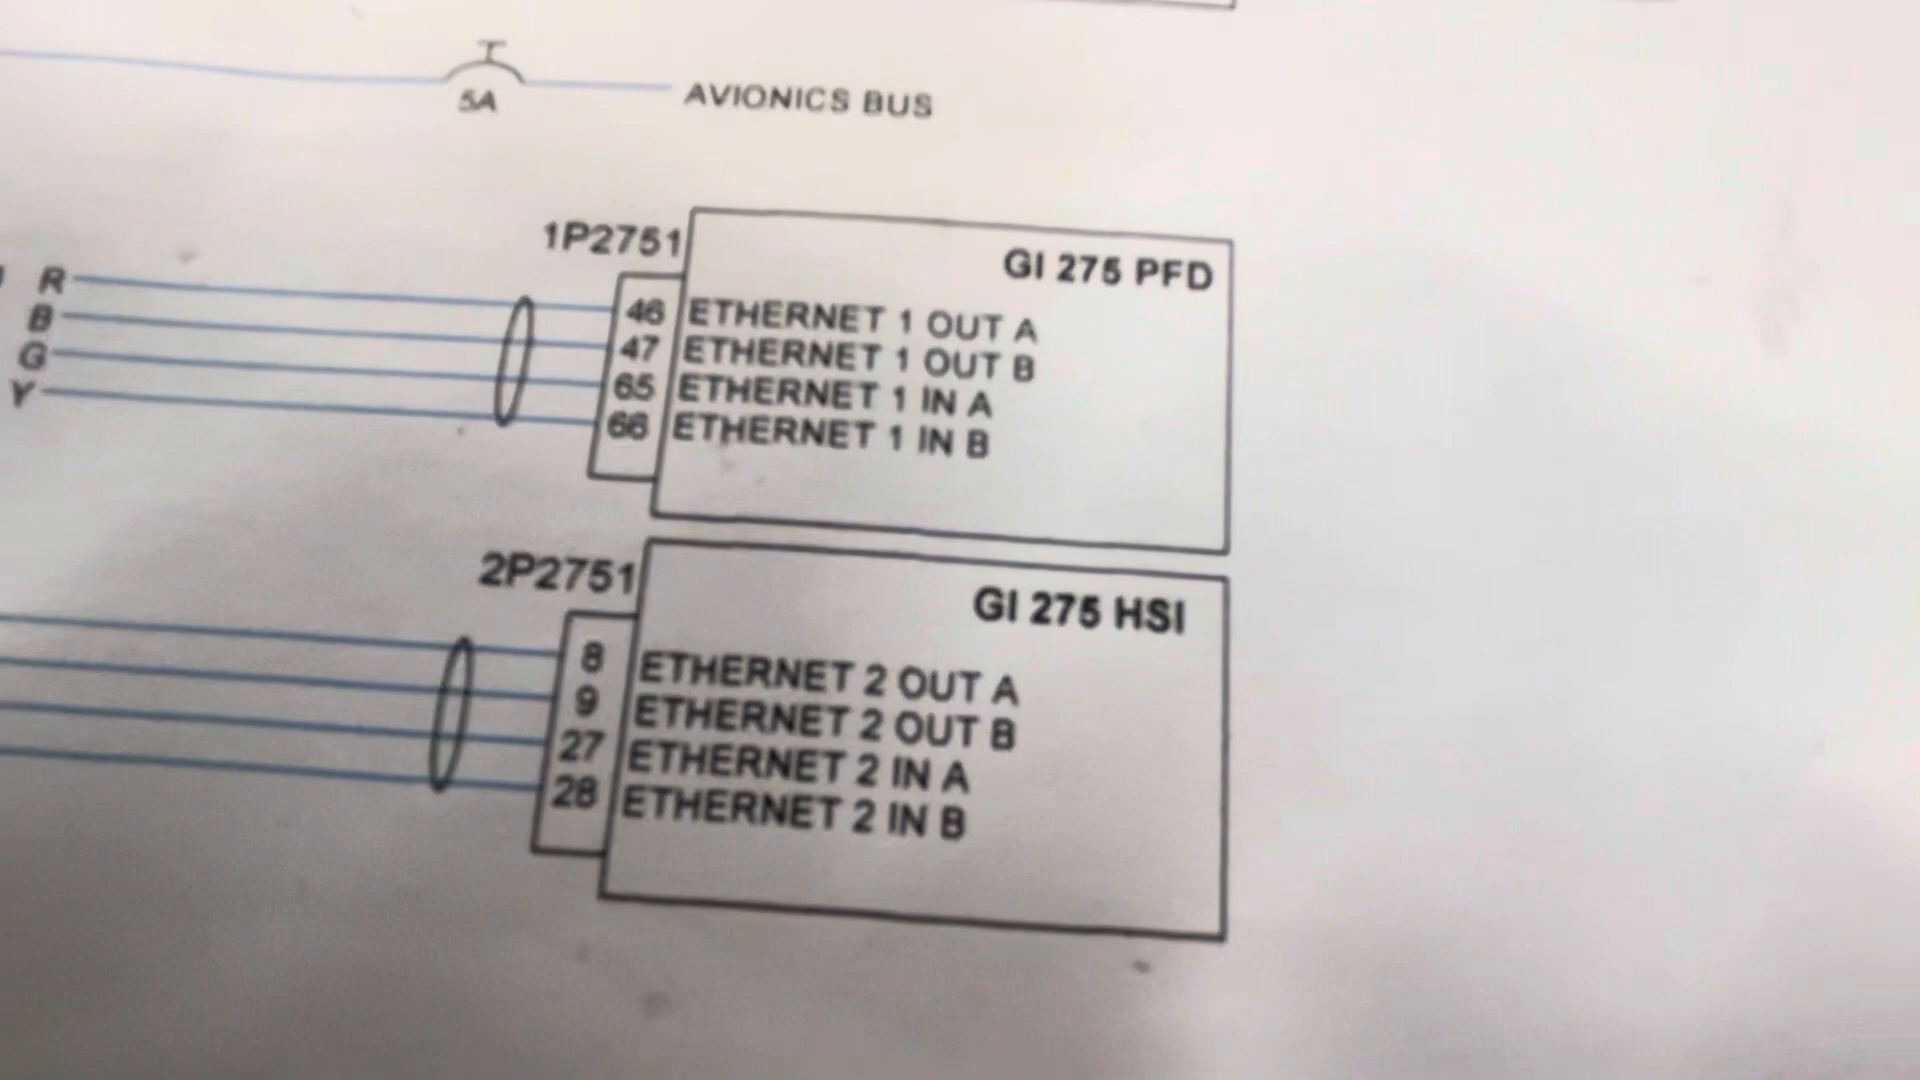 5A
AVIONICS BUS
1P2751
GI 275 PFD
R
B
G
Y
46 ETHERNET 1 OUT A
47 ETHERNET 1 OUT B
65 ETHERNET 1 IN A
66 ETHERNET 1 IN B
2P2751
GI 275 HSI
8 ETHERNET 2 OUT A
9 ETHERNET 2 OUT B
27 ETHERNET 2 IN A
28 ETHERNET 2 IN B